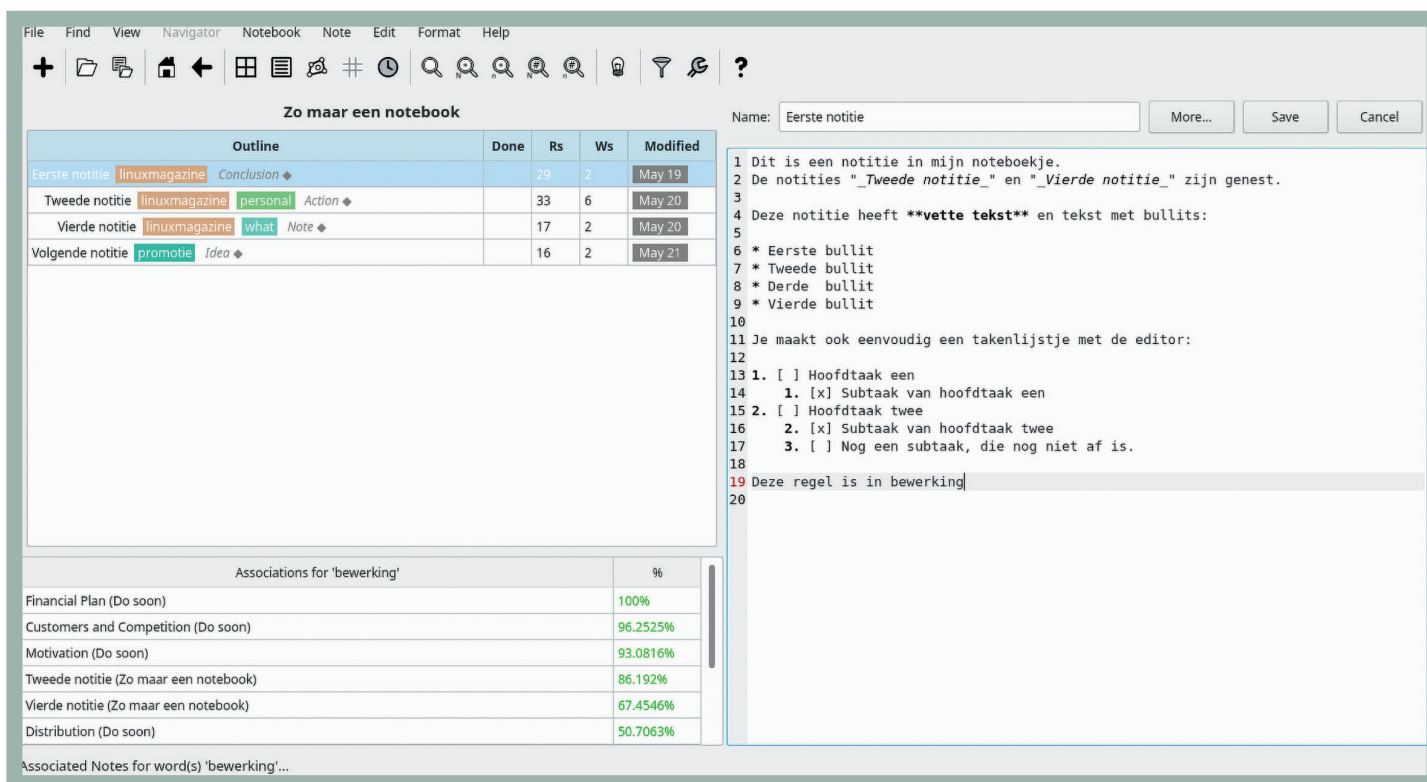 File Find View Navigator Notebook Note Edit Format Help
Zo maar een notebook
Outline Done Rs Ws Modified
Eerste notitie linuxmagazine Conclusion ◆ 29 2 May 19
Tweede notitie linuxmagazine personal Action ◆ 33 6 May 20
Vierde notitie linuxmagazine what Note ◆ 17 2 May 20
Volgende notitie promotie Idea ◆ 16 2 May 21
Associations for 'bewerking' %
Financial Plan (Do soon) 100%
Customers and Competition (Do soon) 96.2525%
Motivation (Do soon) 93.0816%
Tweede notitie (Zo maar een notebook) 86.192%
Vierde notitie (Zo maar een notebook) 67.4546%
Distribution (Do soon) 50.7063%
Name: Eerste notitie More... Save Cancel
1 Dit is een notitie in mijn noteboekje.
2 De notities "_Tweede notitie_" en "_Vierde notitie_" zijn genest.
3
4 Deze notitie heeft **vette tekst** en tekst met bullits:
5
6 * Eerste bullit
7 * Tweede bullit
8 * Derde  bullit
9 * Vierde bullit
10
11 Je maakt ook eenvoudig een takenlijstje met de editor:
12
13 1. [ ] Hoofdtaak een
14     1. [x] Subtaak van hoofdtaak een
15 2. [ ] Hoofdtaak twee
16     2. [x] Subtaak van hoofdtaak twee
17     3. [ ] Nog een subtaak, die nog niet af is.
18
19 Deze regel is in bewerking
20
Associated Notes for word(s) 'bewerking'...